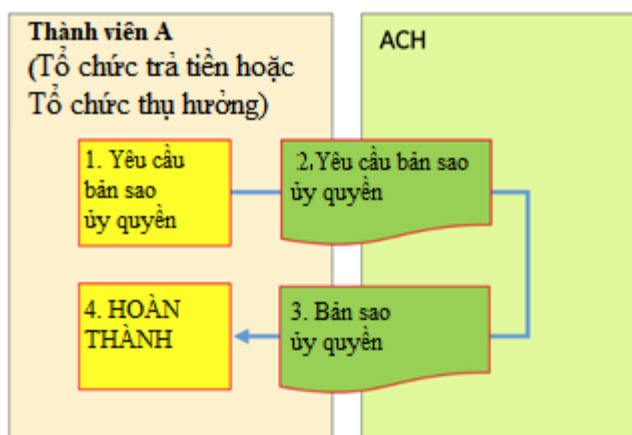 Thành viên A
(Tổ chức trả tiền hoặc
Tổ chức thụ hưởng)
ACH
1. Yêu cầu
bản sao
ủy quyền
2.Yêu cầu bản sao
ủy quyền
3. Bản sao
ủy quyền
4. HOÀN
THÀNH